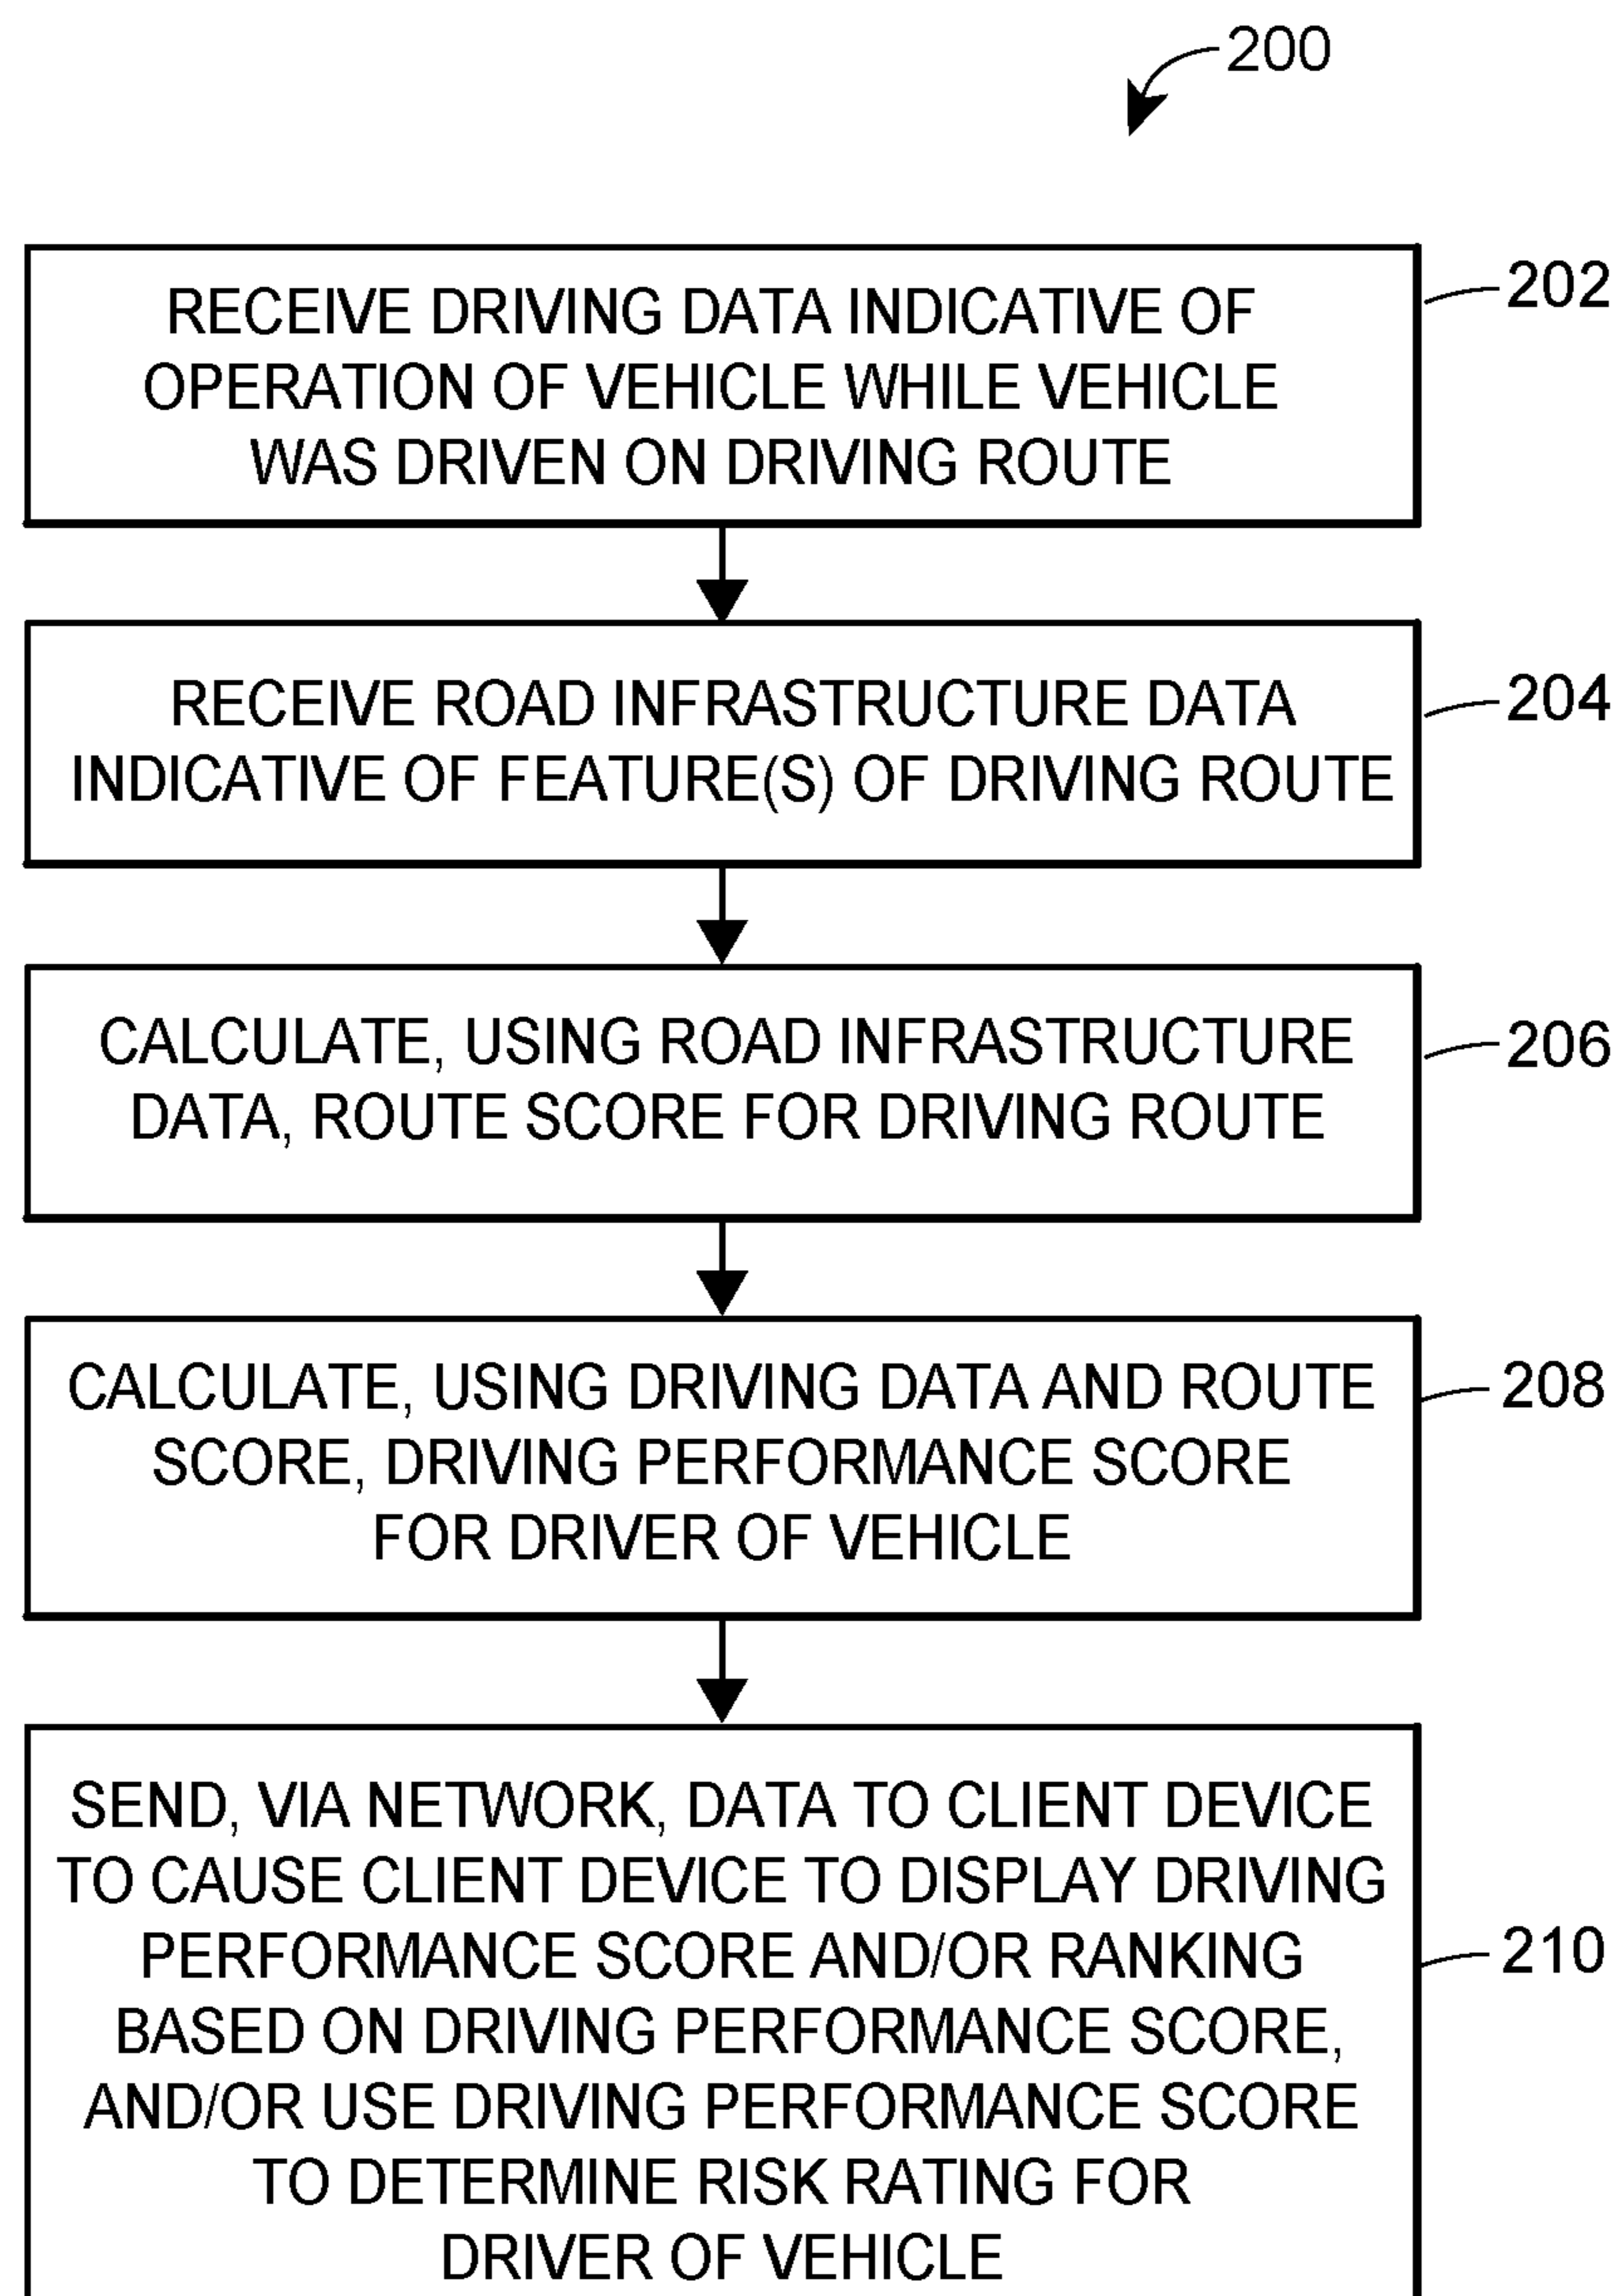 200
RECEIVE DRIVING DATA INDICATIVE OF
OPERATION OF VEHICLE WHILE VEHICLE
WAS DRIVEN ON DRIVING ROUTE
202
RECEIVE ROAD INFRASTRUCTURE DATA
INDICATIVE OF FEATURE(S) OF DRIVING ROUTE
204
CALCULATE, USING ROAD INFRASTRUCTURE
DATA, ROUTE SCORE FOR DRIVING ROUTE
206
CALCULATE, USING DRIVING DATA AND ROUTE
SCORE, DRIVING PERFORMANCE SCORE
FOR DRIVER OF VEHICLE
208
SEND, VIA NETWORK, DATA TO CLIENT DEVICE
TO CAUSE CLIENT DEVICE TO DISPLAY DRIVING
PERFORMANCE SCORE AND/OR RANKING
BASED ON DRIVING PERFORMANCE SCORE,
AND/OR USE DRIVING PERFORMANCE SCORE
TO DETERMINE RISK RATING FOR
DRIVER OF VEHICLE
210